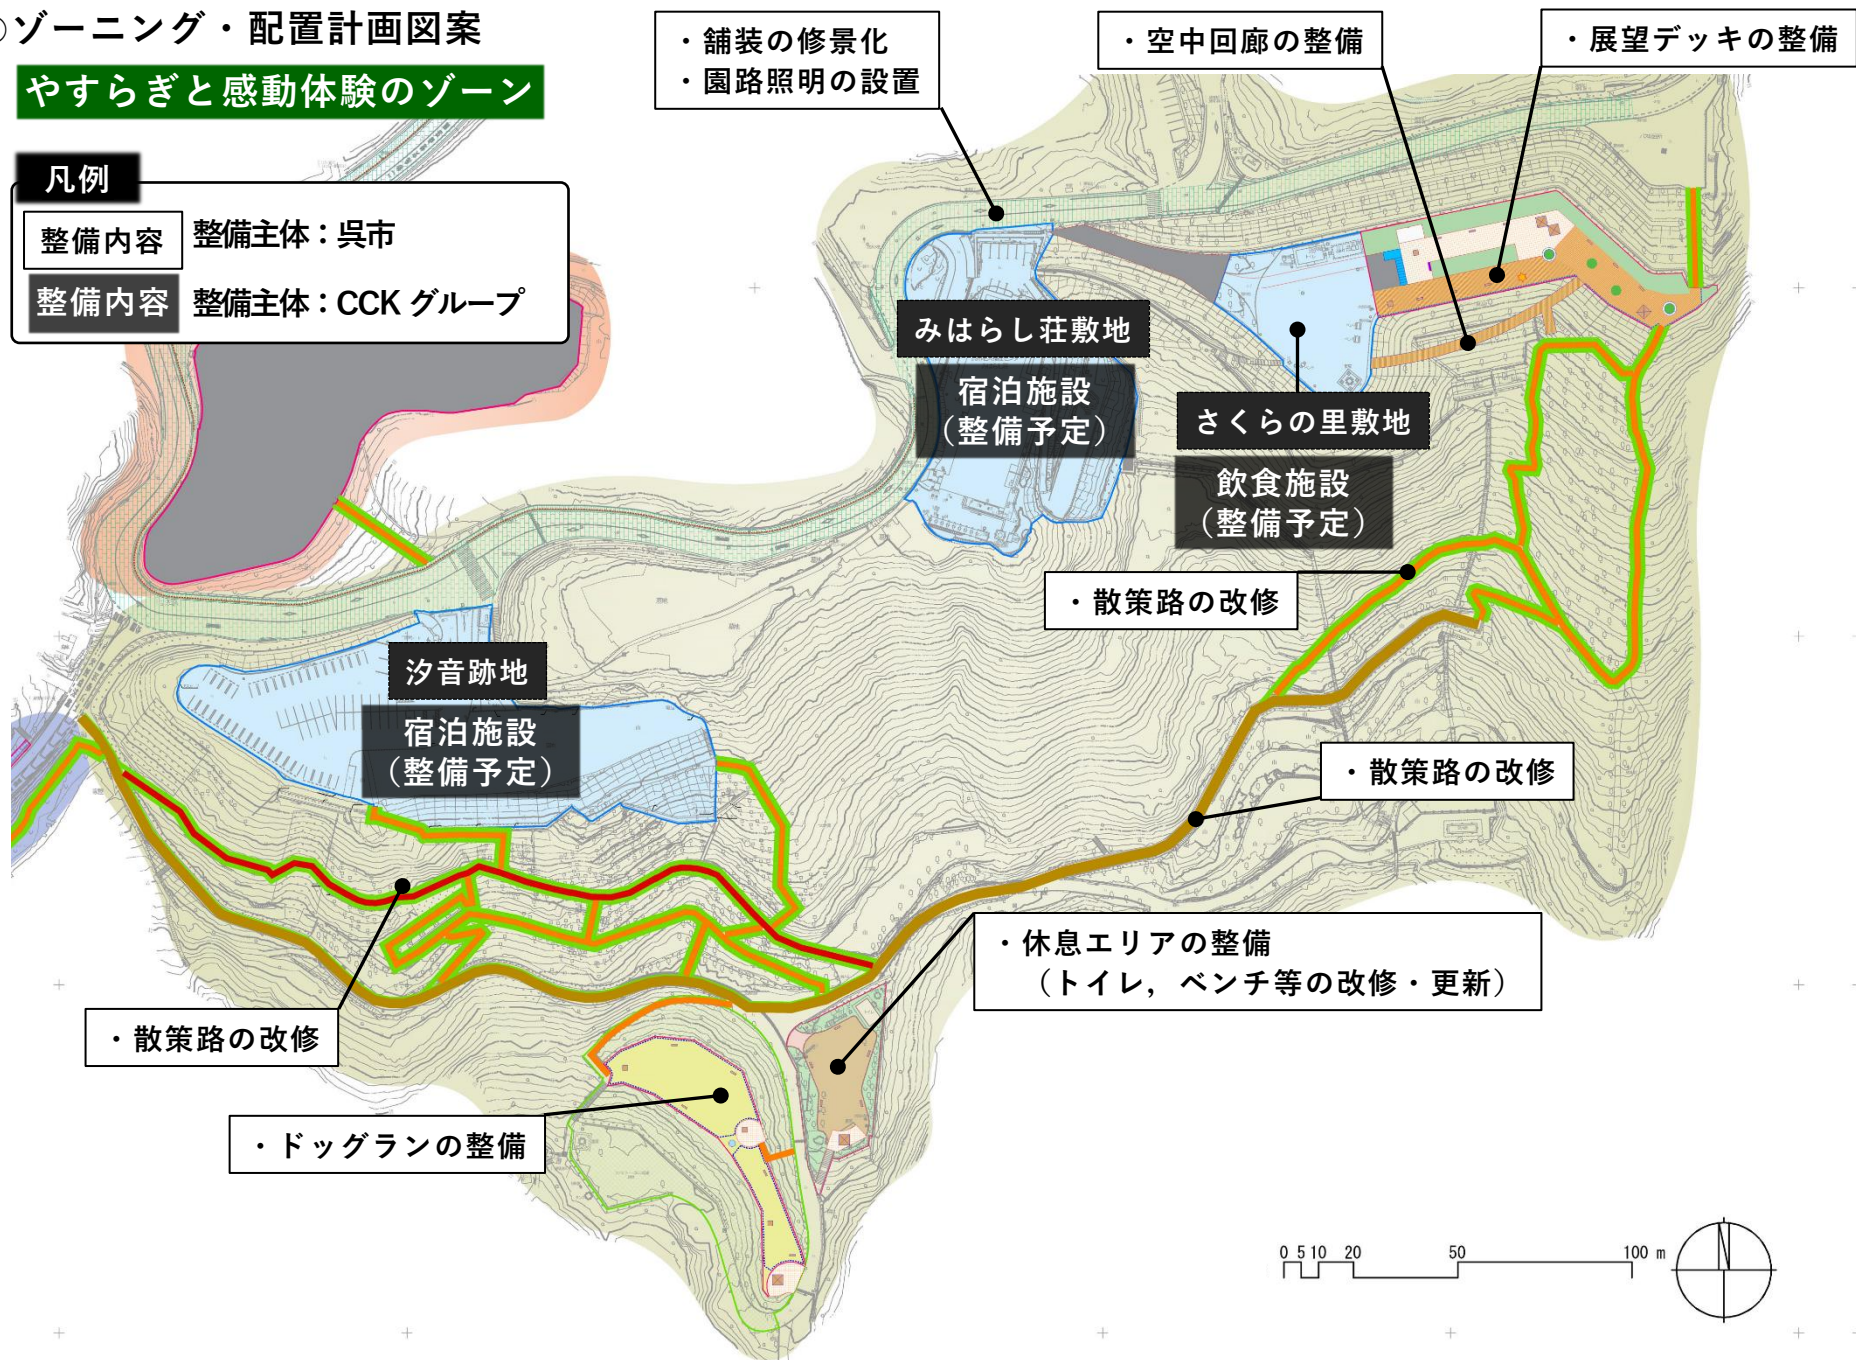 ゾーニング・配置計画図案
やすらぎと感動体験のゾーン
凡例
整備内容 整備主体：呉市
整備内容 整備主体：CCK グループ
・舗装の修景化
・園路照明の設置
・空中回廊の整備
・展望デッキの整備
みはらし荘敷地
宿泊施設
（整備予定）
さくらの里敷地
飲食施設
（整備予定）
・散策路の改修
汐音跡地
宿泊施設
（整備予定）
・散策路の改修
・休息エリアの整備
（トイレ，ベンチ等の改修・更新）
・散策路の改修
・ドッグランの整備
0 5 10 20 50 100 m